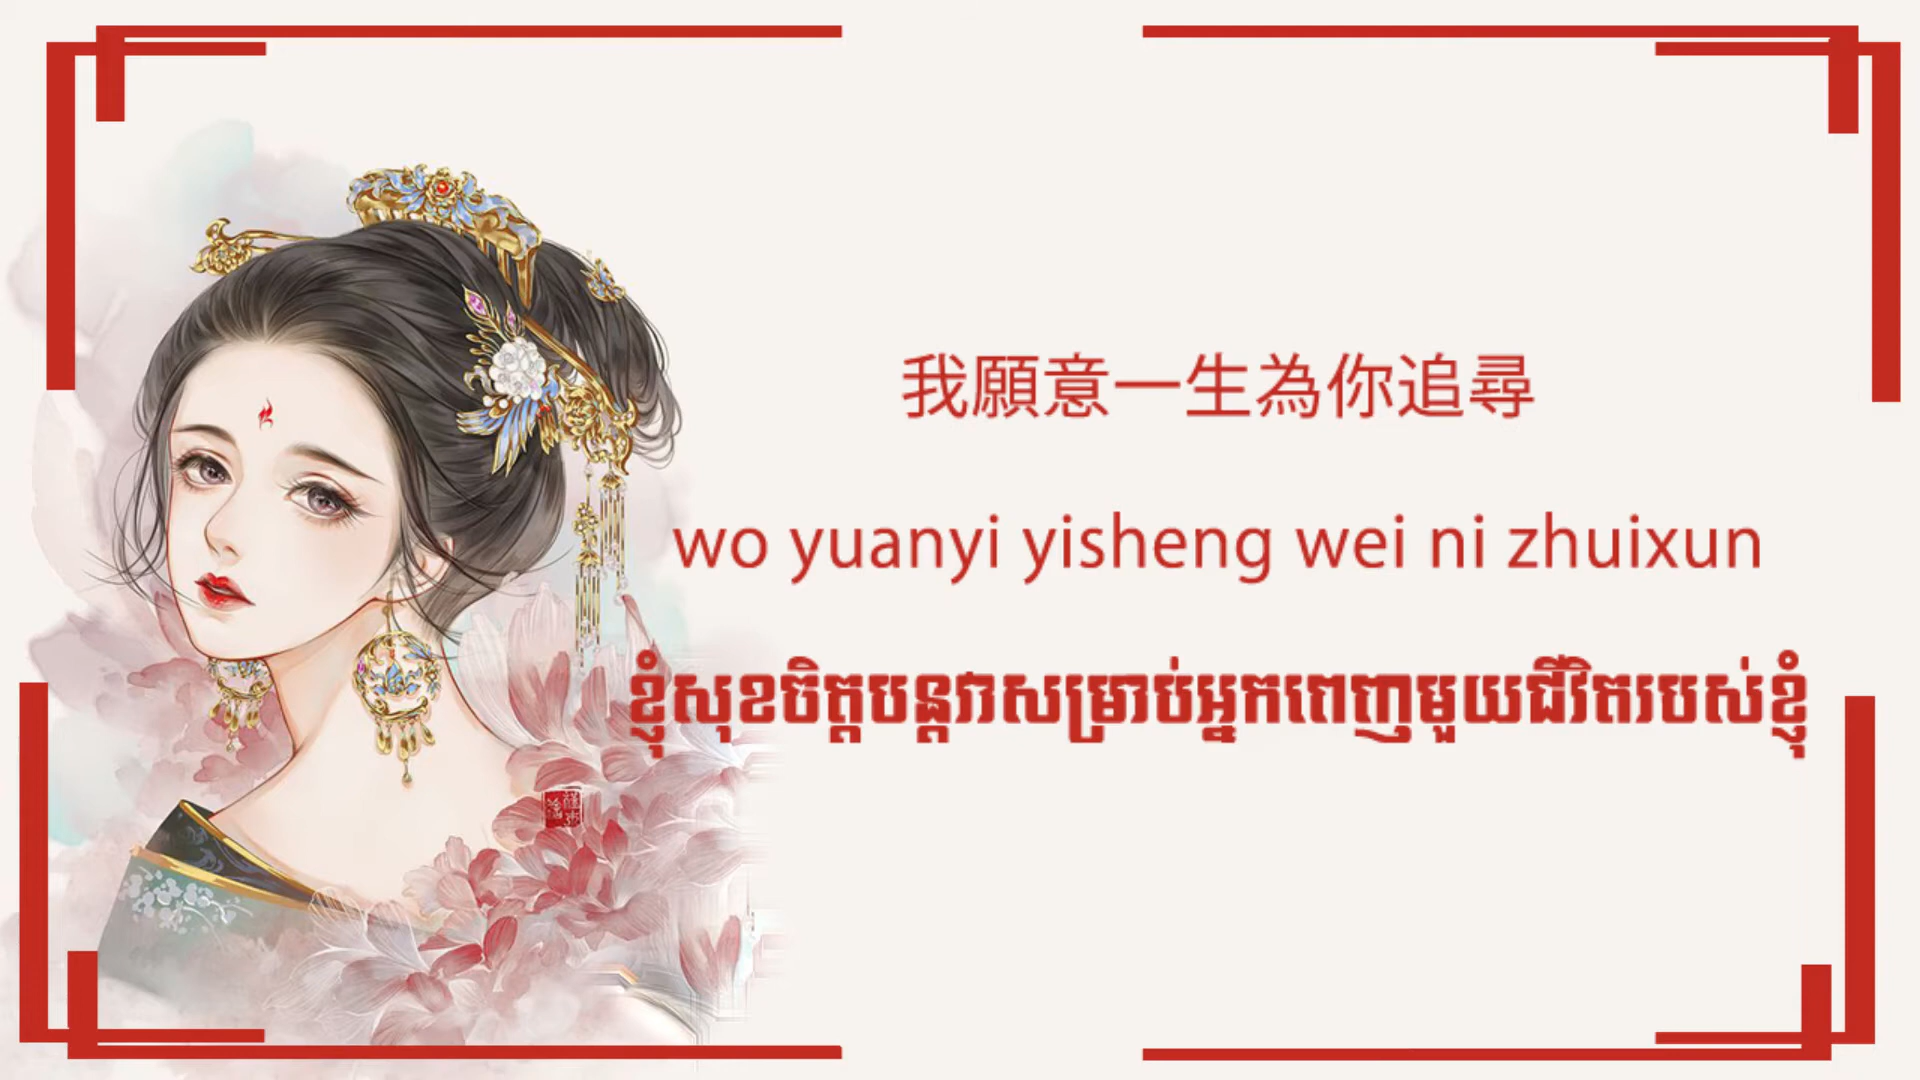 我願意一生為你追尋
wo yuanyi yisheng wei ni zhuixun
ខ្ញុំសុខចិត្តបន្តវាសម្រាប់អ្នកពេញមួយជីវិតរបស់ខ្ញុំ